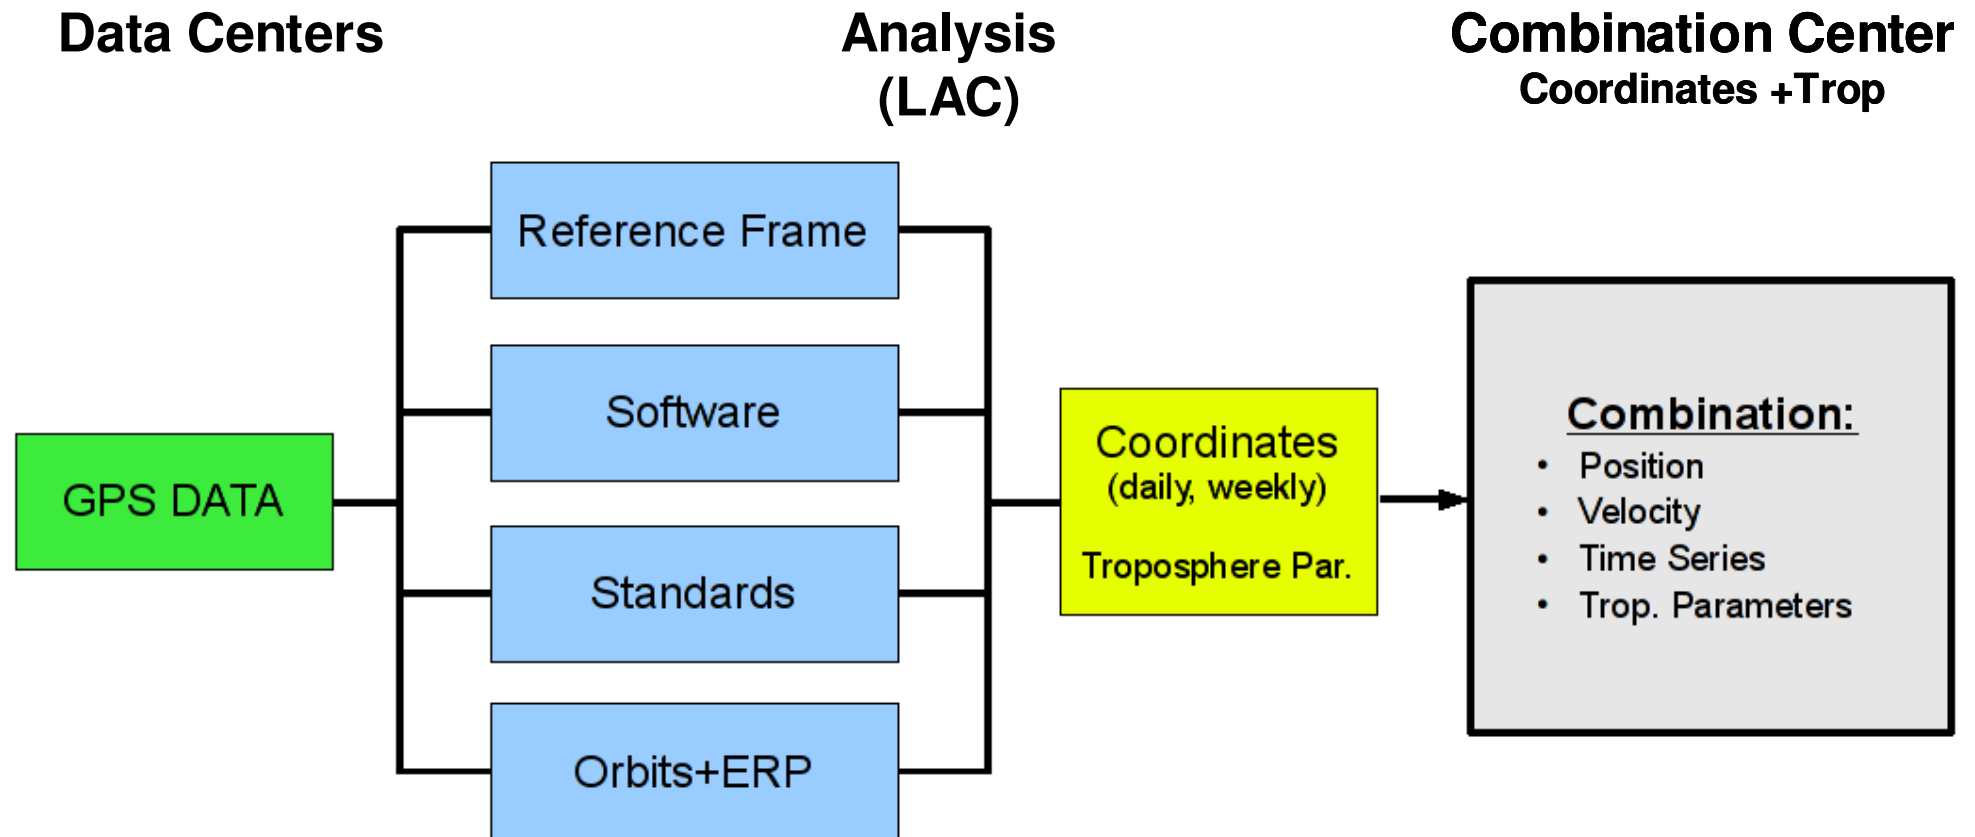 Data Centers
Analysis
(LAC)
Combination Center
Coordinates +Trop
GPS DATA
Reference Frame
Software
Standards
Orbits+ERP
Coordinates
(daily, weekly)
Troposphere Par.
Combination:
• Position
• Velocity
• Time Series
• Trop. Parameters